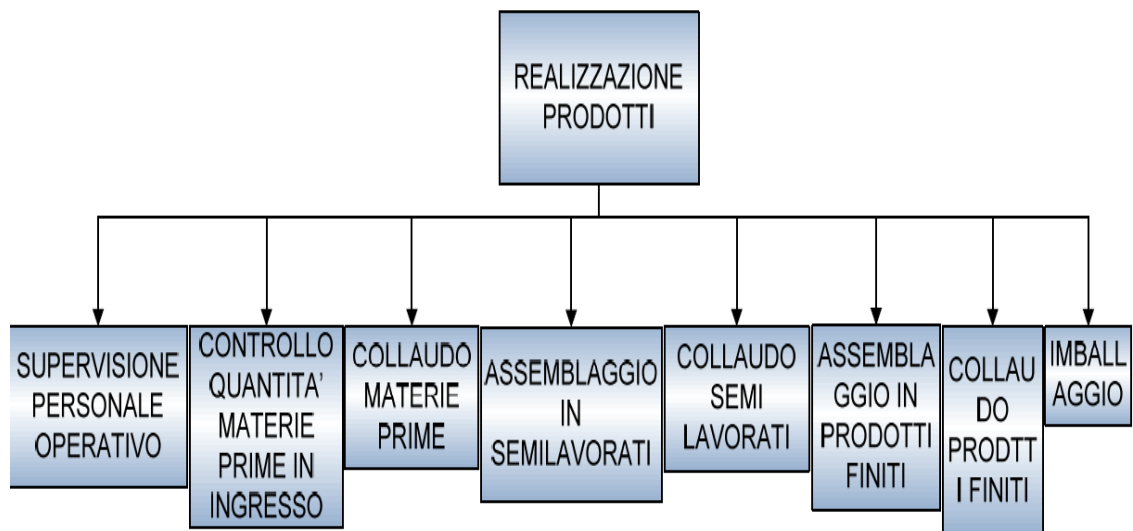 REALIZZAZIONE
PRODOTTI
SUPERVISIONE
PERSONALE
OPERATIVO
CONTROLLO
QUANTITA'
MATERIE
PRIME IN
INGRESSO
COLLAUDO
MATERIE
PRIME
ASSEMBLAGGIO
IN
SEMILAVORATI
COLLAUDO
SEMI
LAVORATI
ASSEMBLA
GGIO IN
PRODOTTI
FINITI
COLLAU
DO
PRODTT
I FINITI
IMBALL
AGGIO